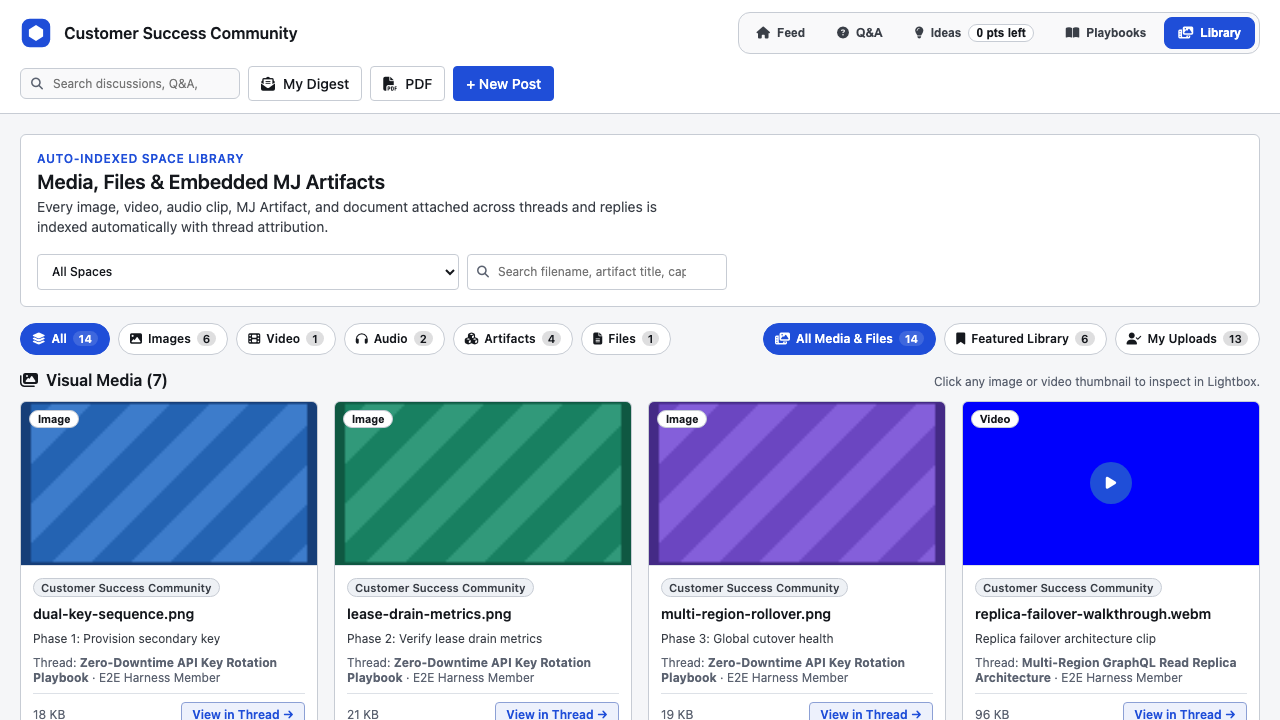 Customer Success Community
Feed
Q&A
Ideas 0 pts left
Playbooks
Library
Search discussions, Q&A,
My Digest
PDF
+ New Post
AUTO-INDEXED SPACE LIBRARY
Media, Files & Embedded MJ Artifacts
Every image, video, audio clip, MJ Artifact, and document attached across threads and replies is
indexed automatically with thread attribution.
All Spaces
Search filename, artifact title, cap
All 14
Images 6
Video 1
Audio 2
Artifacts 4
Files 1
All Media & Files 14
Featured Library 6
My Uploads 13
Visual Media (7)
Click any image or video thumbnail to inspect in Lightbox.
Image
Customer Success Community
dual-key-sequence.png
Phase 1: Provision secondary key
Thread: Zero-Downtime API Key Rotation
Playbook · E2E Harness Member
18 KB
View in Thread →
Image
Customer Success Community
lease-drain-metrics.png
Phase 2: Verify lease drain metrics
Thread: Zero-Downtime API Key Rotation
Playbook · E2E Harness Member
21 KB
View in Thread →
Image
Customer Success Community
multi-region-rollover.png
Phase 3: Global cutover health
Thread: Zero-Downtime API Key Rotation
Playbook · E2E Harness Member
19 KB
View in Thread →
Video
Customer Success Community
replica-failover-walkthrough.webm
Replica failover architecture clip
Thread: Multi-Region GraphQL Read Replica
Architecture · E2E Harness Member
96 KB
View in Thread →